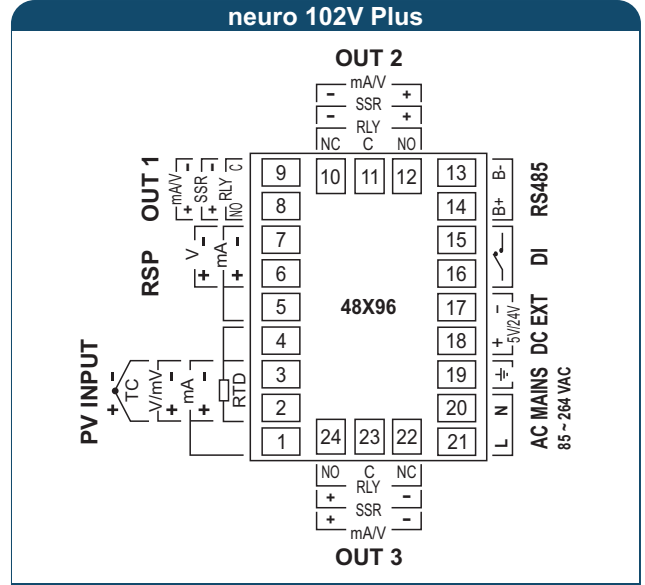 neuro 102V Plus
OUT 2
- mA/V +
- SSR +
RLY
NC C NO
10 11 12
OUT 1
mA/V + -
SSR + -
RLY NO C
9
8
RSP
V + -
mA + -
7
6
5
4
PV INPUT
TC + -
V/mV + -
mA + -
RTD
3
2
1
48X96
13
14
B- B+
RS485
15
16
DI
17
18
- +
5V/24V
DC EXT
19
20
21
N
L
AC MAINS
85 ~ 264 VAC
24 23 22
NO C NC
RLY
+ SSR -
+ mA/V -
OUT 3